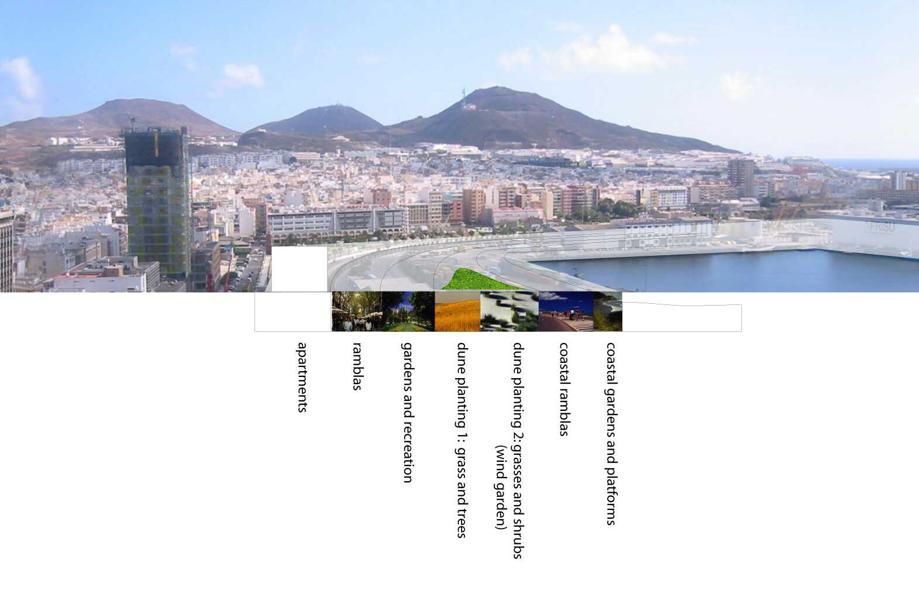 apartments
ramblas
gardens and recreation
dune planting 1: grass and trees
dune planting 2: grasses and shrubs
(wind garden)
coastal ramblas
coastal gardens and platforms